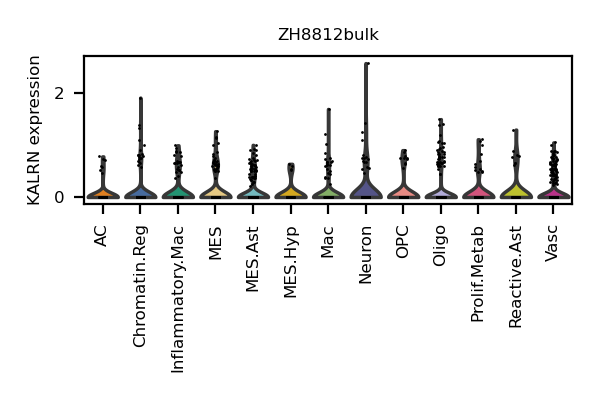 ZH8812bulk
KALRN expression
2
0
AC
Chromatin.Reg
Inflammatory.Mac
MES
MES.Ast
MES.Hyp
Mac
Neuron
OPC
Oligo
Prolif.Metab
Reactive.Ast
Vasc